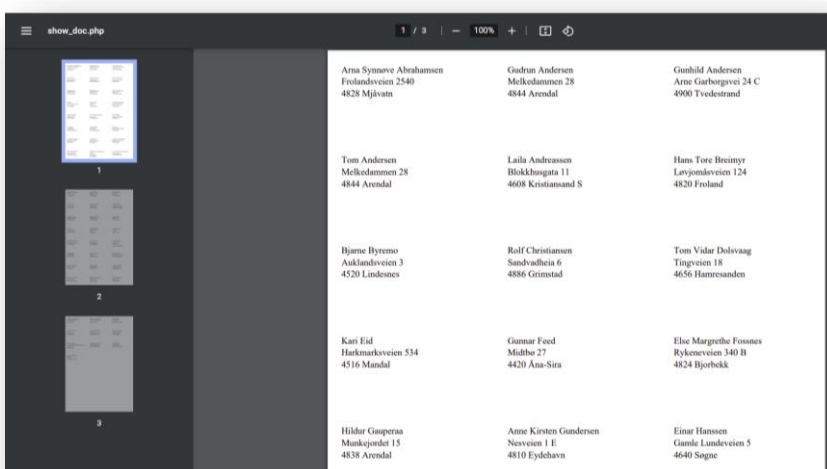 show_doc.php
1 / 3
100%
1
2
3
Arna Synnøve Abrahamsen
Frolandsveien 2540
4828 Mjåvatn
Gudrun Andersen
Melkedammen 28
4844 Arendal
Gunhild Andersen
Arne Garborgsvei 24 C
4900 Tvedestrand
Tom Andersen
Melkedammen 28
4844 Arendal
Laila Andreassen
Blokkhusgata 11
4608 Kristiansand S
Hans Tore Breimyr
Løvjomåsveien 124
4820 Froland
Bjarne Byremo
Auklandsveien 3
4520 Lindesnes
Rolf Christiansen
Sandvadheia 6
4886 Grimstad
Tom Vidar Dolsvaag
Tingveien 18
4656 Hamresanden
Kari Eid
Harkmarksveien 534
4516 Mandal
Gunnar Feed
Midtbø 27
4420 Åna-Sira
Else Margrethe Fossnes
Rykeneveien 340 B
4824 Bjorbekk
Hildur Gauperaa
Munkejordet 15
4838 Arendal
Anne Kirsten Gundersen
Nesveien 1 E
4810 Eydehavn
Einar Hanssen
Gamle Lundeveien 5
4640 Søgne